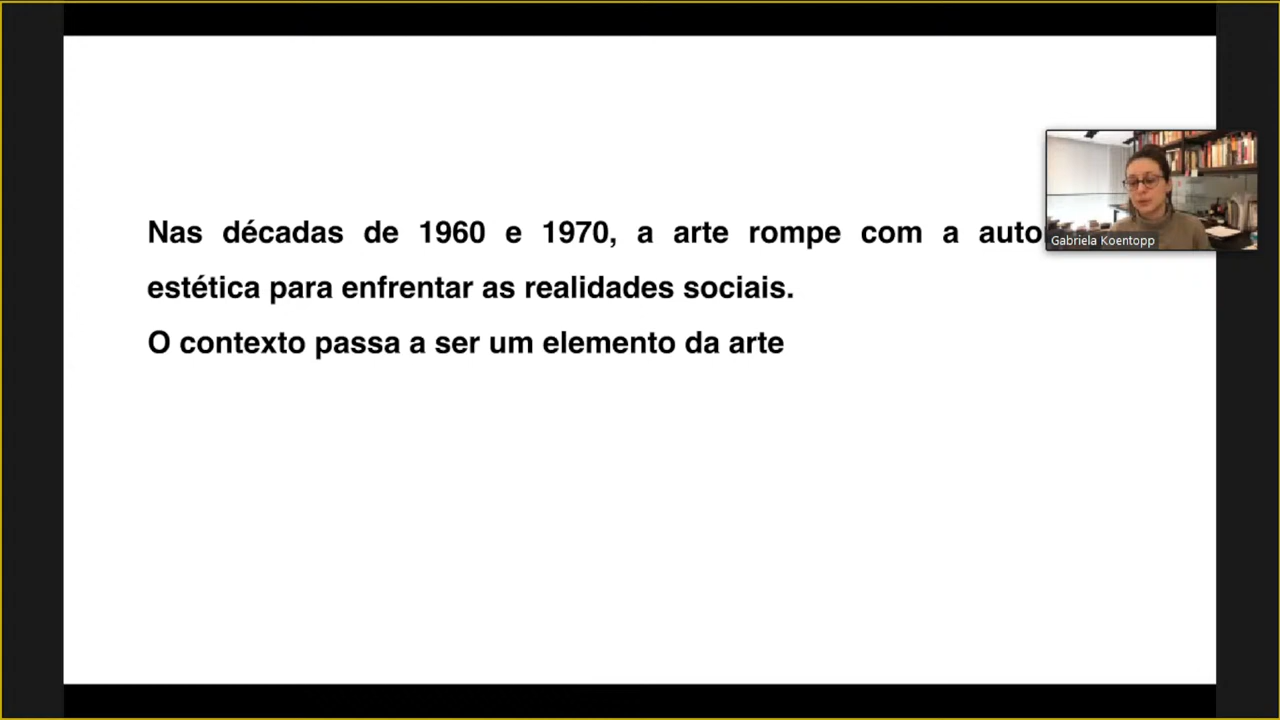 Nas décadas de 1960 e 1970, a arte rompe com a
estética para enfrentar as realidades sociais.
O contexto passa a ser um elemento da arte
Gabriela Koentopp